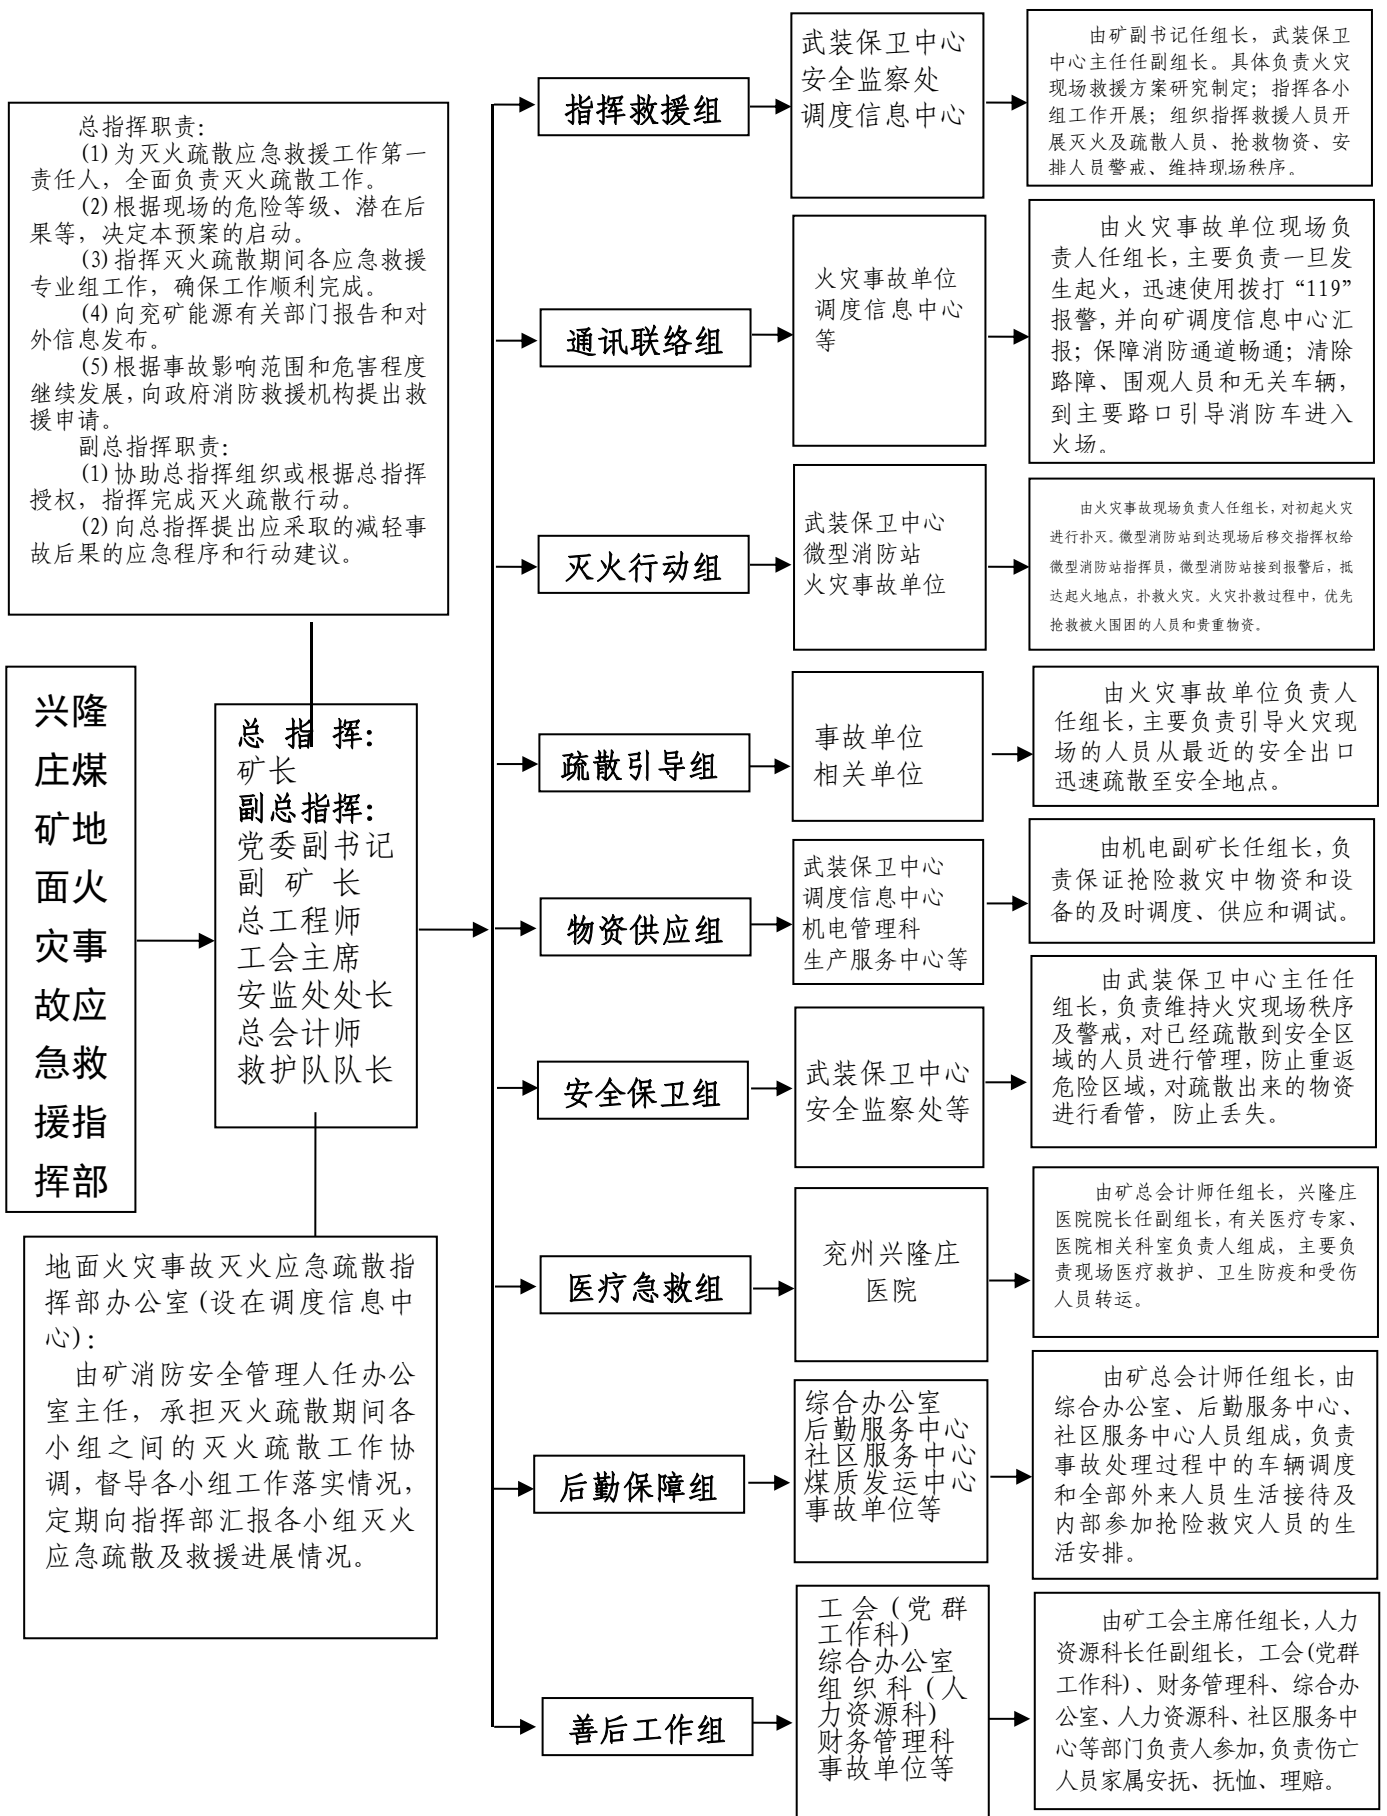 总指挥职责：
(1)为灭火疏散应急救援工作第一
责任人，全面负责灭火疏散工作。
(2)根据现场的危险等级、潜在后
果等，决定本预案的启动。
(3)指挥灭火疏散期间各应急救援
专业组工作，确保工作顺利完成。
(4)向兖矿能源有关部门报告和对
外信息发布。
(5)根据事故影响范围和危害程度
继续发展，向政府消防救援机构提出救
援申请。
副总指挥职责：
(1)协助总指挥组织或根据总指挥
授权，指挥完成灭火疏散行动。
(2)向总指挥提出应采取的减轻事
故后果的应急程序和行动建议。
兴隆
庄煤
矿地
面火
灾事
故应
急救
援指
挥部
总 指 挥：
矿长
副总指挥：
党委副书记
副 矿 长
总工程师
工会主席
安监处处长
总会计师
救护队队长
地面火灾事故灭火应急疏散指
挥部办公室(设在调度信息中
心)：
由矿消防安全管理人任办公
室主任，承担灭火疏散期间各
小组之间的灭火疏散工作协
调，督导各小组工作落实情况，
定期向指挥部汇报各小组灭火
应急疏散及救援进展情况。
指挥救援组
武装保卫中心
安全监察处
调度信息中心
由矿副书记任组长，武装保卫
中心主任任副组长。具体负责火灾
现场救援方案研究制定；指挥各小
组工作开展；组织指挥救援人员开
展灭火及疏散人员、抢救物资、安
排人员警戒、维持现场秩序。
通讯联络组
火灾事故单位
调度信息中心
等
由火灾事故单位现场负
责人任组长，主要负责一旦发
生起火，迅速使用拨打“119”
报警，并向矿调度信息中心汇
报；保障消防通道畅通；清除
路障、围观人员和无关车辆，
到主要路口引导消防车进入
火场。
灭火行动组
武装保卫中心
微型消防站
火灾事故单位
由火灾事故现场负责人任组长，对初起火灾
进行扑灭。微型消防站到达现场后移交指挥权给
微型消防站指挥员，微型消防站接到报警后，抵
达起火地点，扑救火灾。火灾扑救过程中，优先
抢救被火围困的人员和贵重物资。
疏散引导组
事故单位
相关单位
由火灾事故单位负责人
任组长，主要负责引导火灾现
场的人员从最近的安全出口
迅速疏散至安全地点。
物资供应组
武装保卫中心
调度信息中心
机电管理科
生产服务中心等
由机电副矿长任组长，负
责保证抢险救灾中物资和设
备的及时调度、供应和调试。
安全保卫组
武装保卫中心
安全监察处等
由武装保卫中心主任任
组长，负责维持火灾现场秩序
及警戒，对已经疏散到安全区
域的人员进行管理，防止重返
危险区域，对疏散出来的物资
进行看管，防止丢失。
医疗急救组
兖州兴隆庄
医院
由矿总会计师任组长，兴隆庄
医院院长任副组长，有关医疗专家、
医院相关科室负责人组成，主要负
责现场医疗救护、卫生防疫和受伤
人员转运。
后勤保障组
综合办公室
后勤服务中心
社区服务中心
煤质发运中心
事故单位等
由矿总会计师任组长，由
综合办公室、后勤服务中心、
社区服务中心人员组成，负责
事故处理过程中的车辆调度
和全部外来人员生活接待及
内部参加抢险救灾人员的生
活安排。
善后工作组
工会(党群
工作科)
综合办公室
组织科(人
力资源科)
财务管理科
事故单位等
由矿工会主席任组长，人力
资源科长任副组长，工会(党群
工作科)、财务管理科、综合办
公室、人力资源科、社区服务中
心等部门负责人参加，负责伤亡
人员家属安抚、抚恤、理赔。